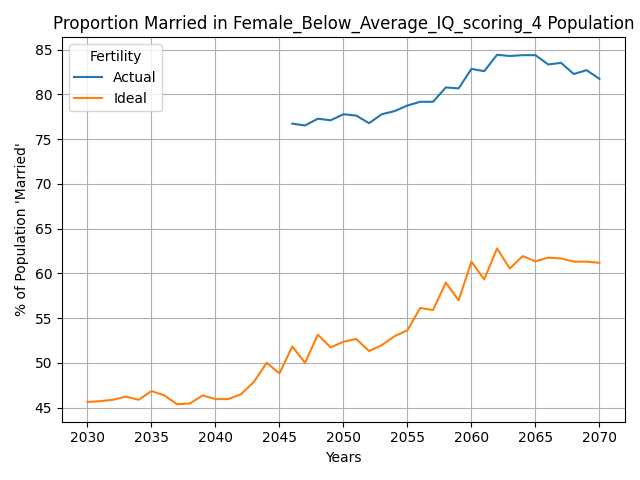 Proportion Married in Female_Below_Average_IQ_scoring_4 Population
Fertility
Actual
Ideal
% of Population 'Married'
85
80
75
70
65
60
55
50
45
2030 2035 2040 2045 2050 2055 2060 2065 2070
Years